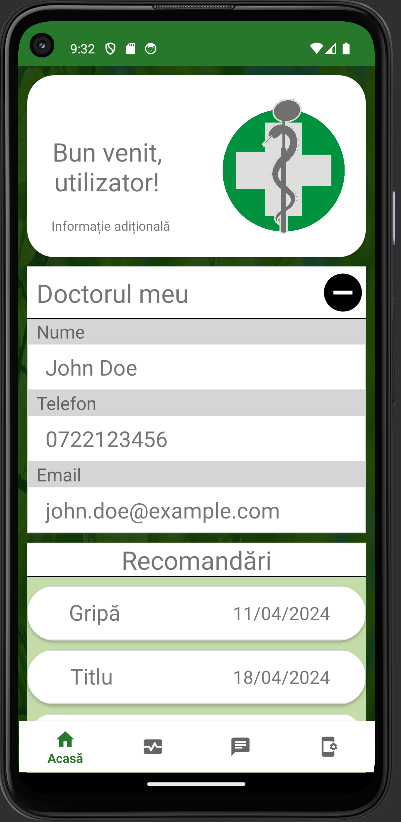 9:32
Bun venit,
utilizator!
Informație adițională
Doctorul meu
Nume
John Doe
Telefon
0722123456
Email
john.doe@example.com
Recomandări
Gripă 11/04/2024
Titlu 18/04/2024
Acasă